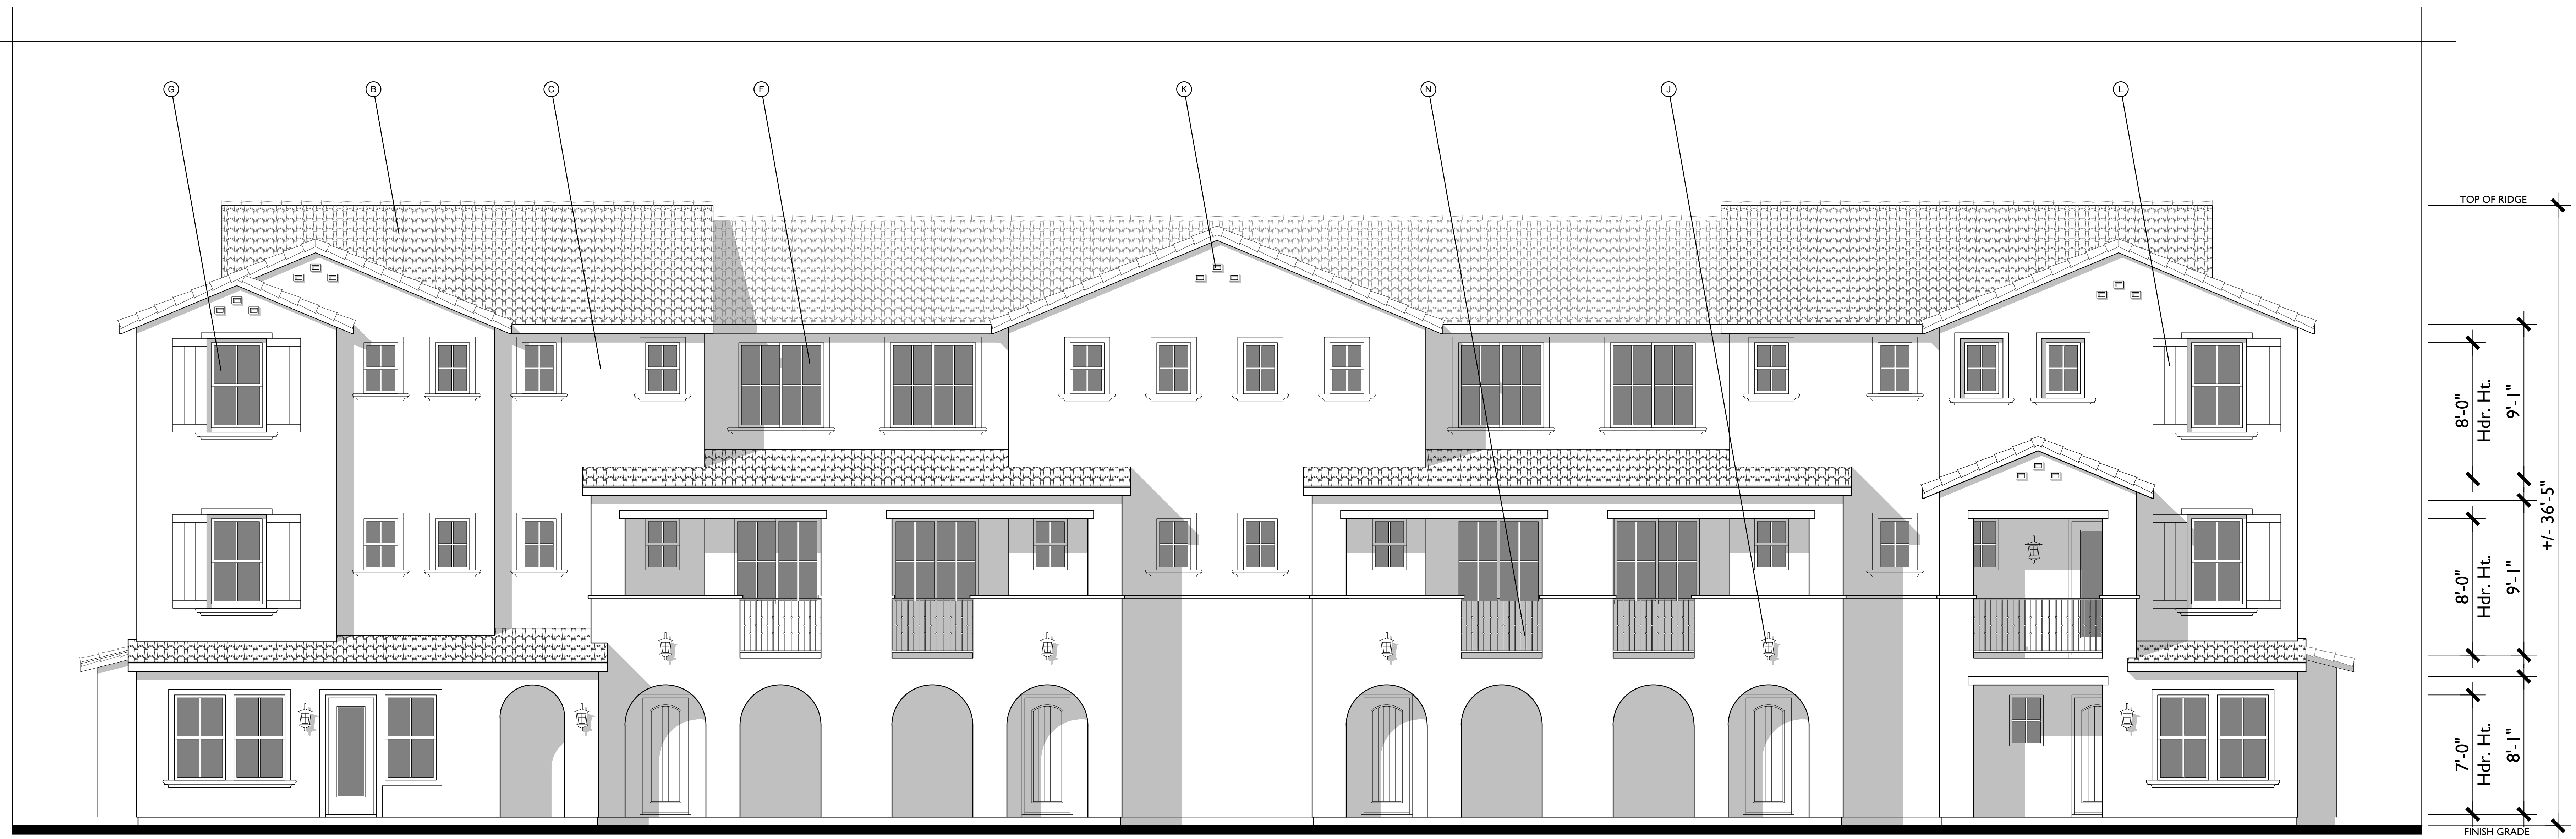 G
B
C
F
K
N
J
L
TOP OF RIDGE
8'-0"
Hdr. Ht.
9'-1"
+/- 36'-5"
8'-0"
Hdr. Ht.
9'-1"
7'-0"
Hdr. Ht.
8'-1"
FINISH GRADE